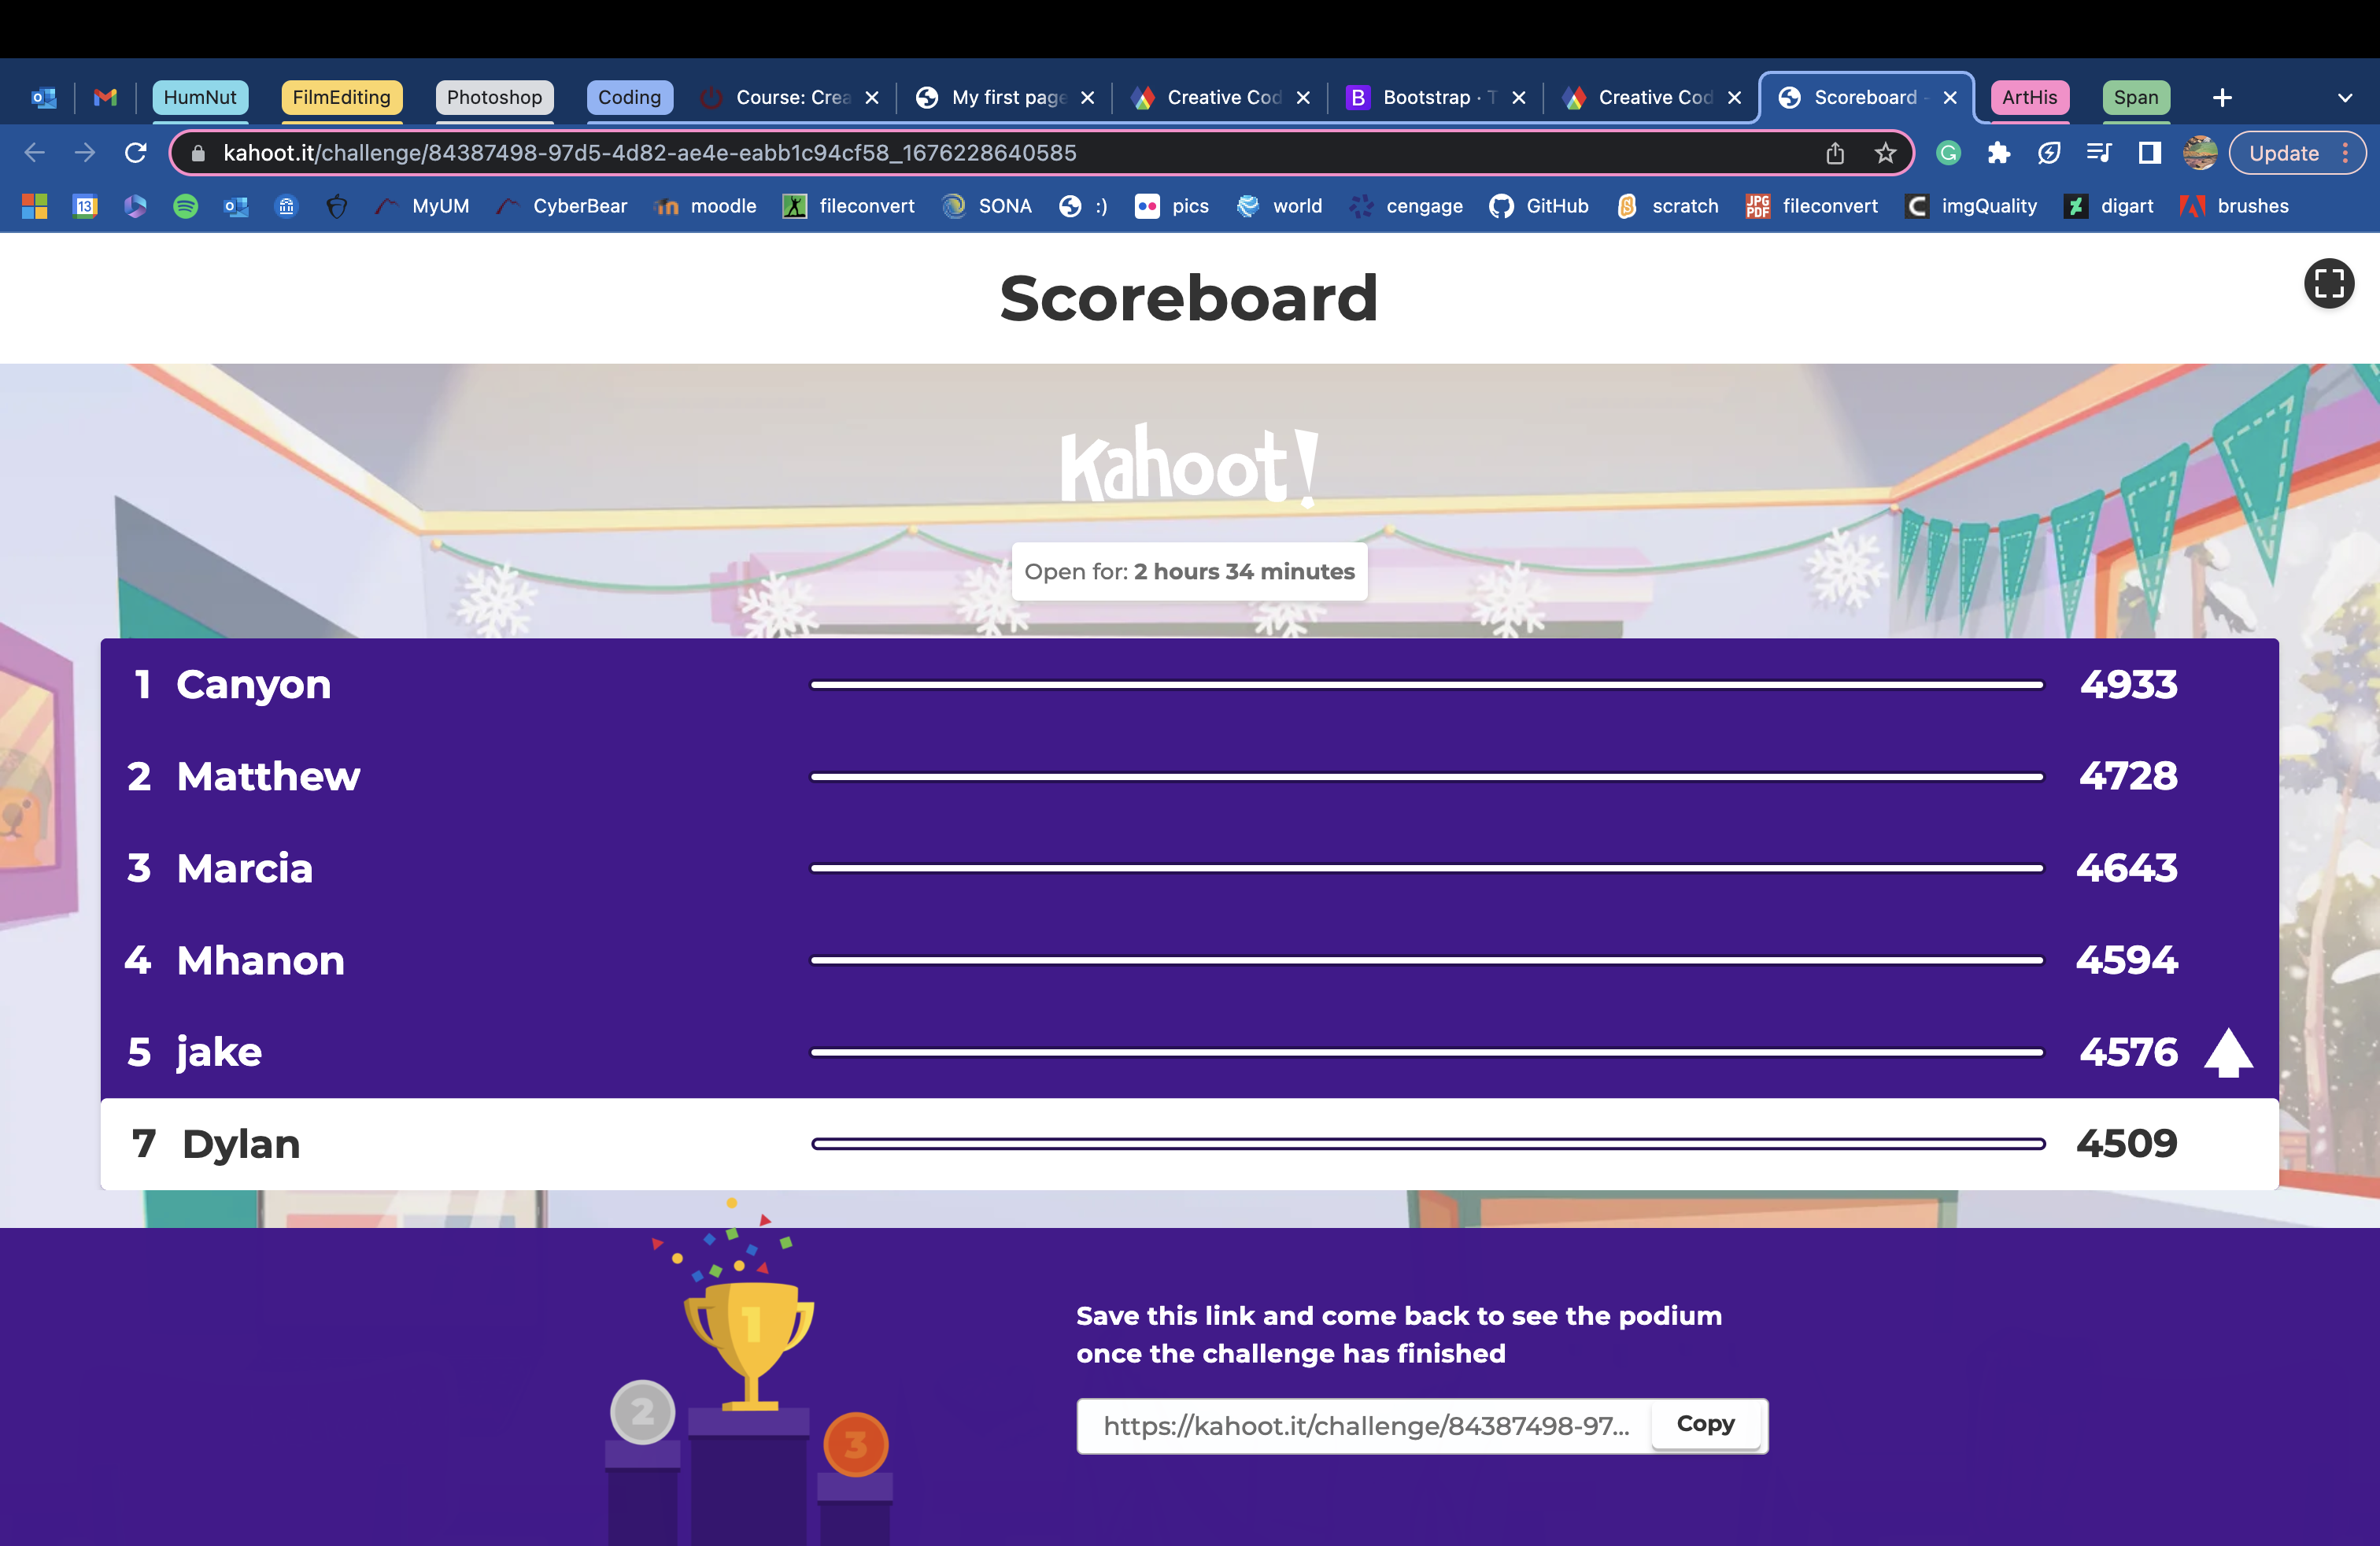 HumNut FilmEditing Photoshop Coding Course: Crea My first page Creative Cod Bootstrap · T Creative Cod Scoreboard - ArtHis Span
kahoot.it/challenge/84387498-97d5-4d82-ae4e-eabb1c94cf58_1676228640585 Update
13 MyUM CyberBear moodle fileconvert SONA :) pics world cengage GitHub scratch JPG PDF fileconvert imgQuality digart brushes
Scoreboard
Kahoot!
Open for: 2 hours 34 minutes
1 Canyon 4933
2 Matthew 4728
3 Marcia 4643
4 Mhanon 4594
5 jake 4576
7 Dylan 4509
1
2
3
Save this link and come back to see the podium
once the challenge has finished
https://kahoot.it/challenge/84387498-97... Copy